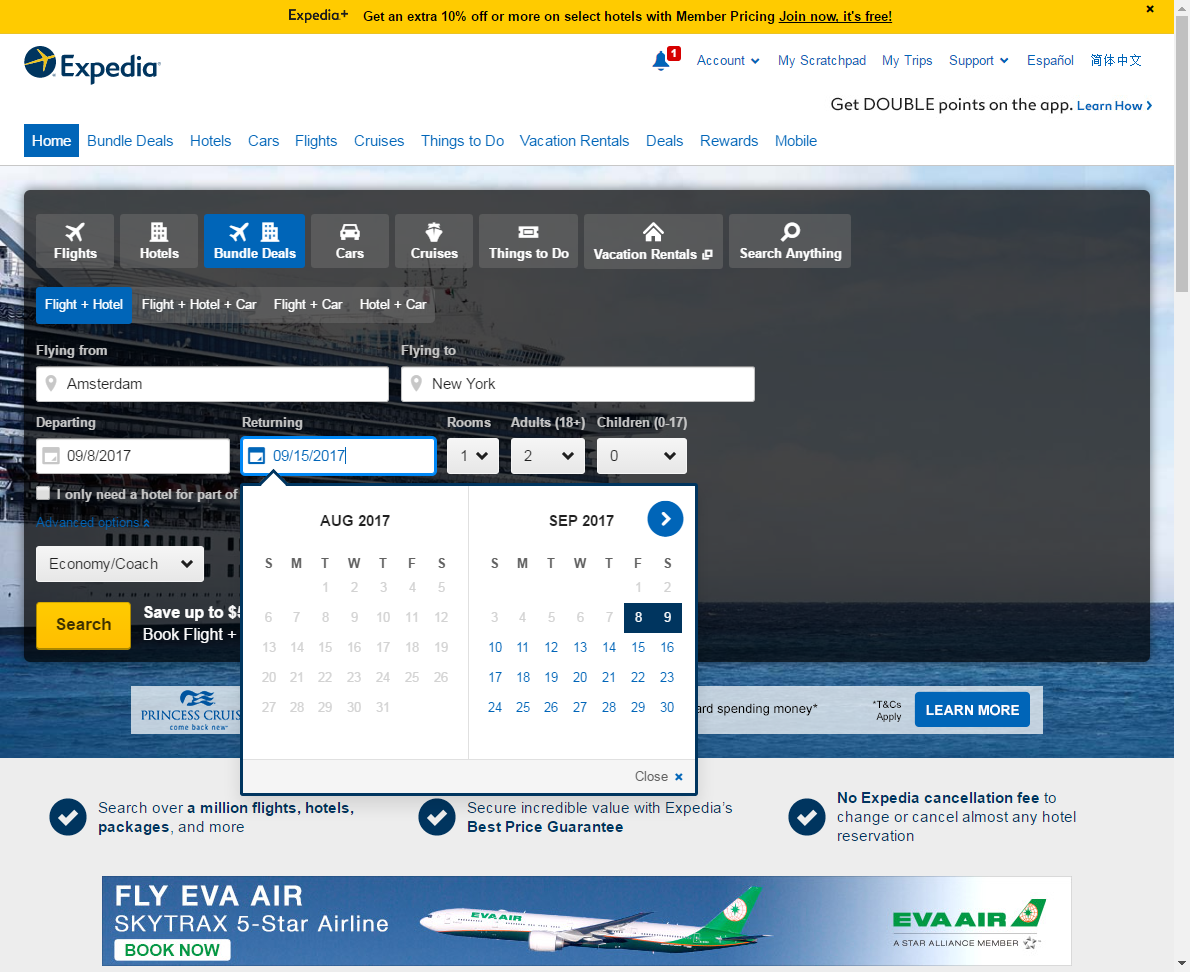 Expedia+ Get an extra 10% off or more on select hotels with Member Pricing Join now, it's free!
Expedia
1 Account My Scratchpad My Trips Support Español 简体中文
Get DOUBLE points on the app. Learn How
Home Bundle Deals Hotels Cars Flights Cruises Things to Do Vacation Rentals Deals Rewards Mobile
Flights Hotels Bundle Deals Cars Cruises Things to Do Vacation Rentals Search Anything
Flight + Hotel Flight + Hotel + Car Flight + Car Hotel + Car
Flying from Flying to
Amsterdam New York
Departing Returning Rooms Adults (18+) Children (0-17)
09/8/2017 09/15/2017 1 2 0
I only need a hotel for part of
Advanced options
AUG 2017 SEP 2017
S M T W T F S S M T W T F S
1 2 3 4 5 1 2
6 7 8 9 10 11 12 3 4 5 6 7 8 9
13 14 15 16 17 18 19 10 11 12 13 14 15 16
20 21 22 23 24 25 26 17 18 19 20 21 22 23
27 28 29 30 31 24 25 26 27 28 29 30
Close
Economy/Coach
Search
Save up to $
Book Flight +
PRINCESS CRUIS
come back new
ard spending money*
*T&Cs
Apply
LEARN MORE
Search over a million flights, hotels,
packages, and more
Secure incredible value with Expedia's
Best Price Guarantee
No Expedia cancellation fee to
change or cancel almost any hotel
reservation
FLY EVA AIR
SKYTRAX 5-Star Airline
BOOK NOW
EVA AIR
EVA AIR
A STAR ALLIANCE MEMBER